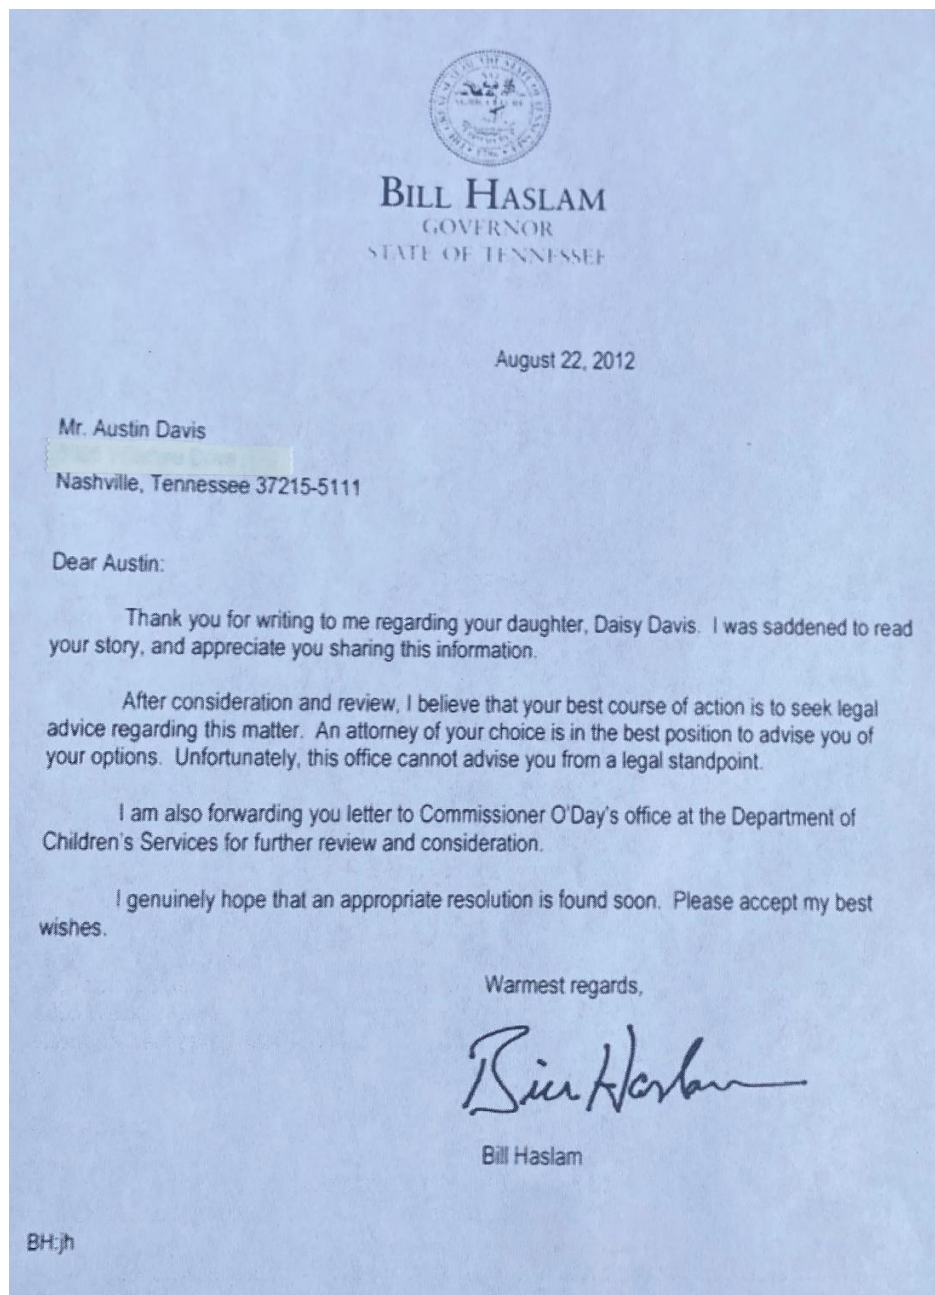 BILL HASLAM
GOVERNOR
STATE OF TENNESSEE
August 22, 2012
Mr. Austin Davis
Nashville, Tennessee 37215-5111
Dear Austin:
Thank you for writing to me regarding your daughter, Daisy Davis. I was saddened to read
your story, and appreciate you sharing this information.
After consideration and review, I believe that your best course of action is to seek legal
advice regarding this matter. An attorney of your choice is in the best position to advise you of
your options. Unfortunately, this office cannot advise you from a legal standpoint.
I am also forwarding you letter to Commissioner O'Day's office at the Department of
Children's Services for further review and consideration.
I genuinely hope that an appropriate resolution is found soon. Please accept my best
wishes.
Warmest regards,
Bill Haslam
Bill Haslam
BH:jh